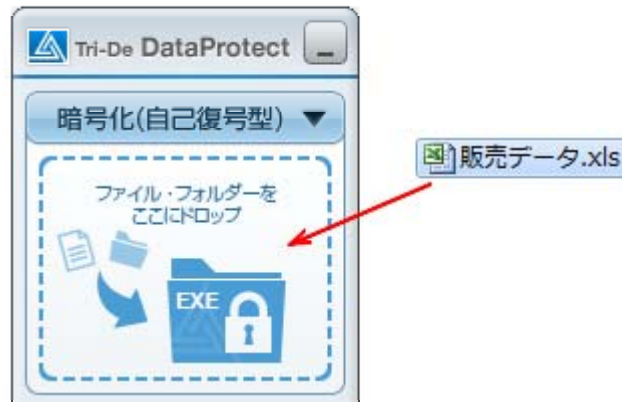 Tri-De DataProtect
暗号化(自己復号型) ▼
ファイル・フォルダーを
ここにドロップ
EXE
販売データ.xls